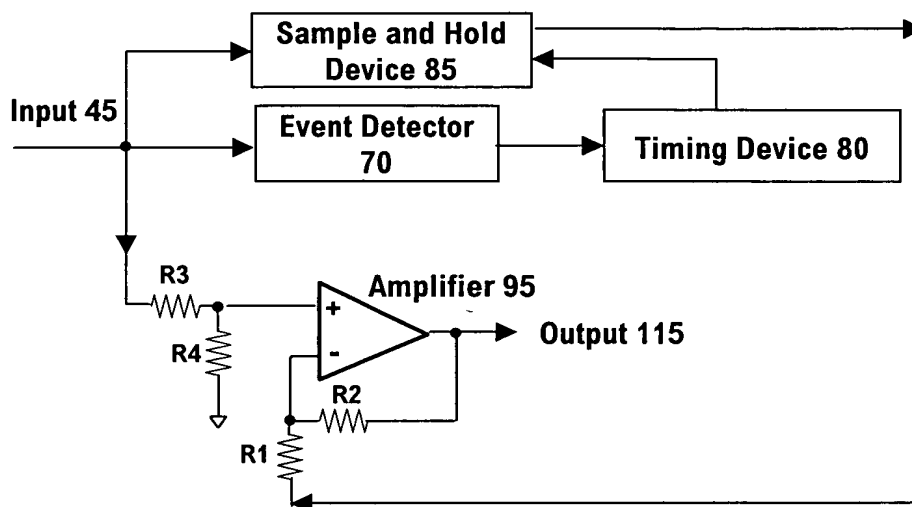 Sample and Hold
Device 85
Input 45
Event Detector
70
Timing Device 80
R3
Amplifier 95
+
Output 115
R4
-
R2
R1